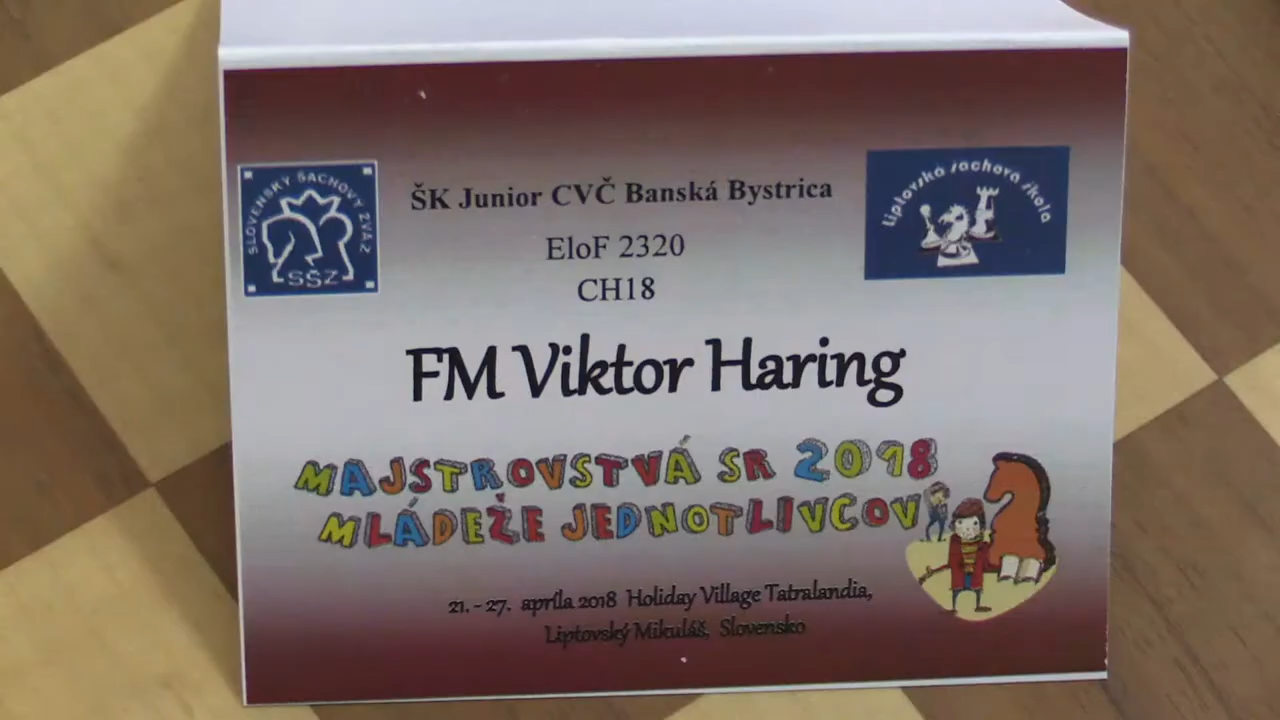 SLOVENSKÝ ŠACHOVÝ ZVÄZ
SŠZ
ŠK Junior CVČ Banská Bystrica
Liptovská šachová škola
EloF 2320
CH18
FM Viktor Haring
MAJSTROVSTVÁ SR 2018
MLÁDEŽE JEDNOTLIVCOV
21. - 27. apríla 2018 Holiday Village Tatralandia,
Liptovský Mikuláš, Slovensko